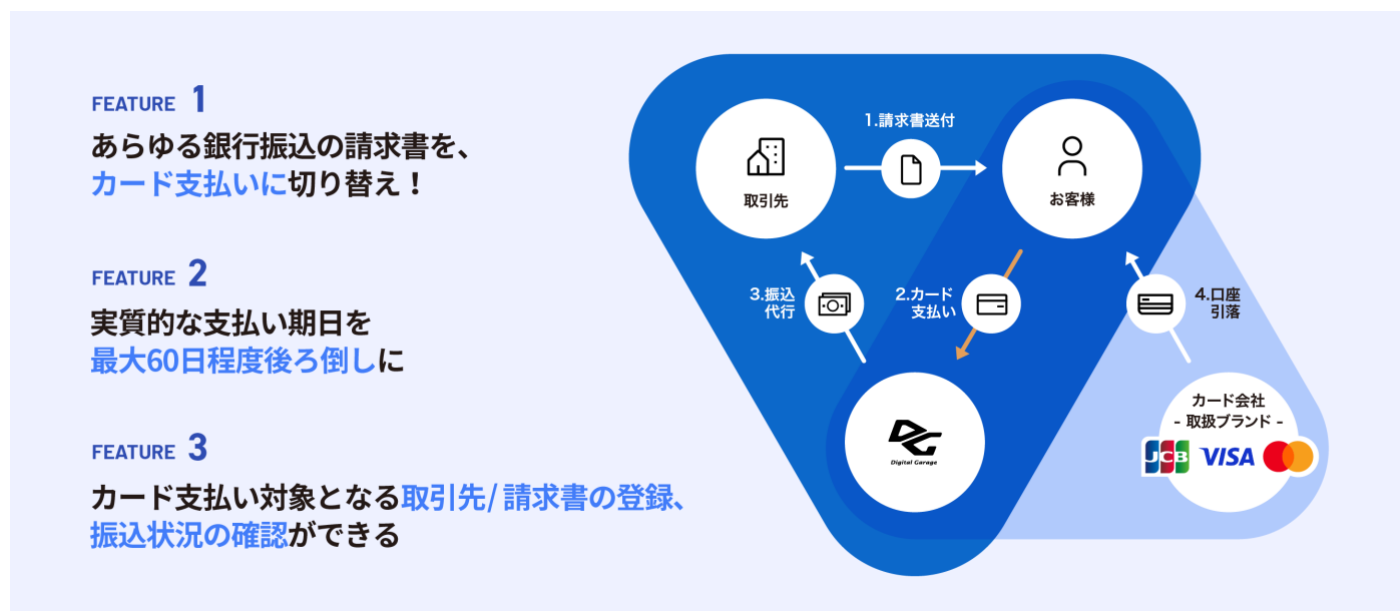 FEATURE 1
あらゆる銀行振込の請求書を、
カード支払いに切り替え！
FEATURE 2
実質的な支払い期日を
最大60日程度後ろ倒しに
FEATURE 3
カード支払い対象となる取引先/請求書の登録、
振込状況の確認ができる
1.請求書送付
取引先
お客様
3.振込
代行
2.カード
支払い
4.口座
引落
DG
Digital Garage
カード会社
- 取扱ブランド -
JCB VISA